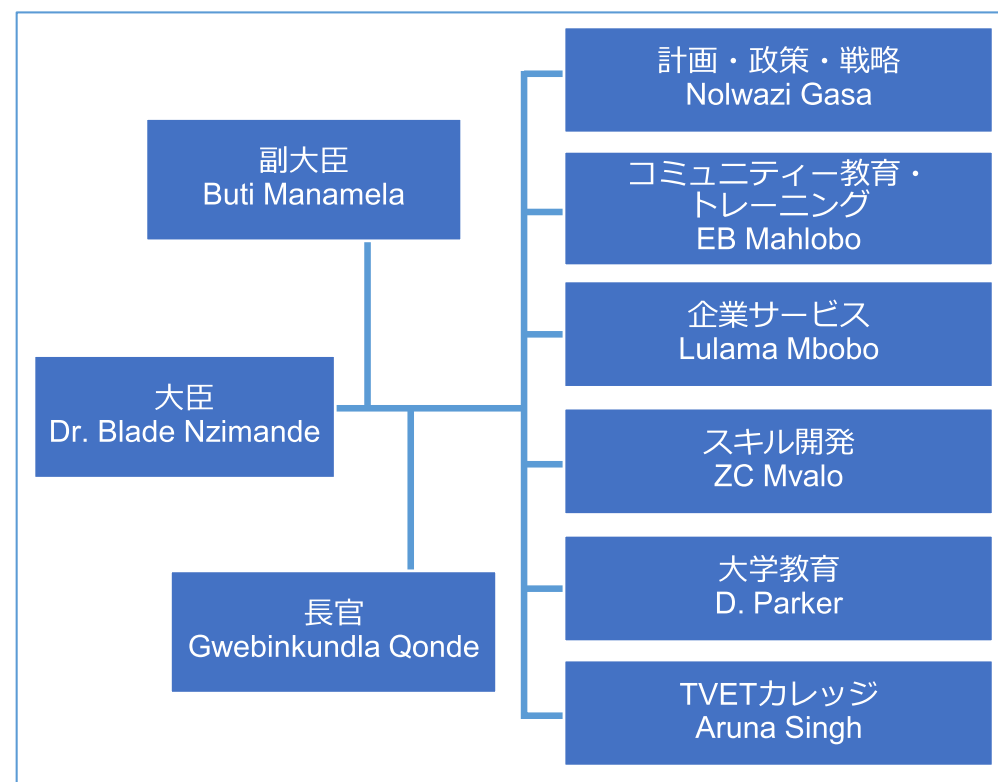 副大臣
Buti Manamela
大臣
Dr. Blade Nzimande
長官
Gwebinkundla Qonde
計画・政策・戦略
Nolwazi Gasa
コミュニティー教育・
トレーニング
EB Mahlobo
企業サービス
Lulama Mbobo
スキル開発
ZC Mvalo
大学教育
D. Parker
TVETカレッジ
Aruna Singh